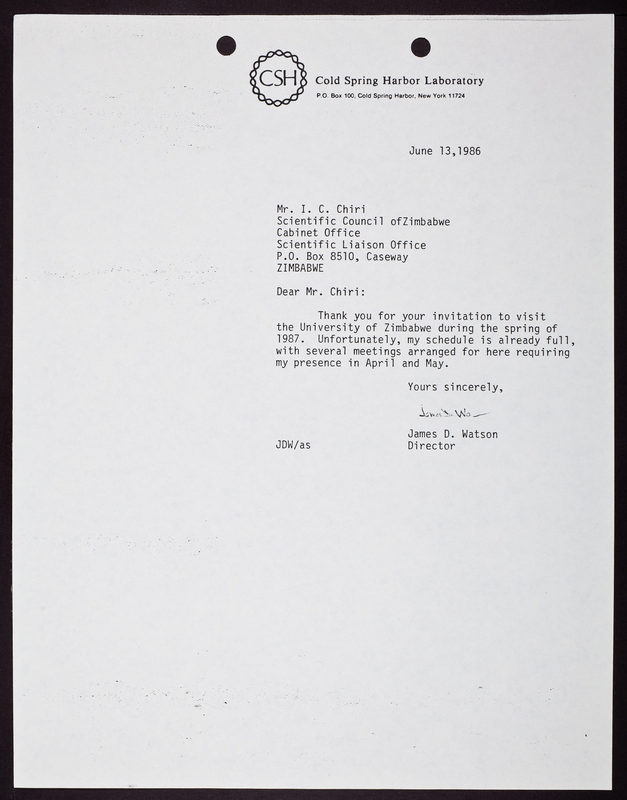 CSH
Cold Spring Harbor Laboratory
P.O. Box 100, Cold Spring Harbor, New York 11724
June 13,1986
Mr. I. C. Chiri
Scientific Council ofZimbabwe
Cabinet Office
Scientific Liaison Office
P.O. Box 8510, Caseway
ZIMBABWE
Dear Mr. Chiri:
Thank you for your invitation to visit
the University of Zimbabwe during the spring of
1987. Unfortunately, my schedule is already full,
with several meetings arranged for here requiring
my presence in April and May.
Yours sincerely,
James D. Watson
JDW/as Director